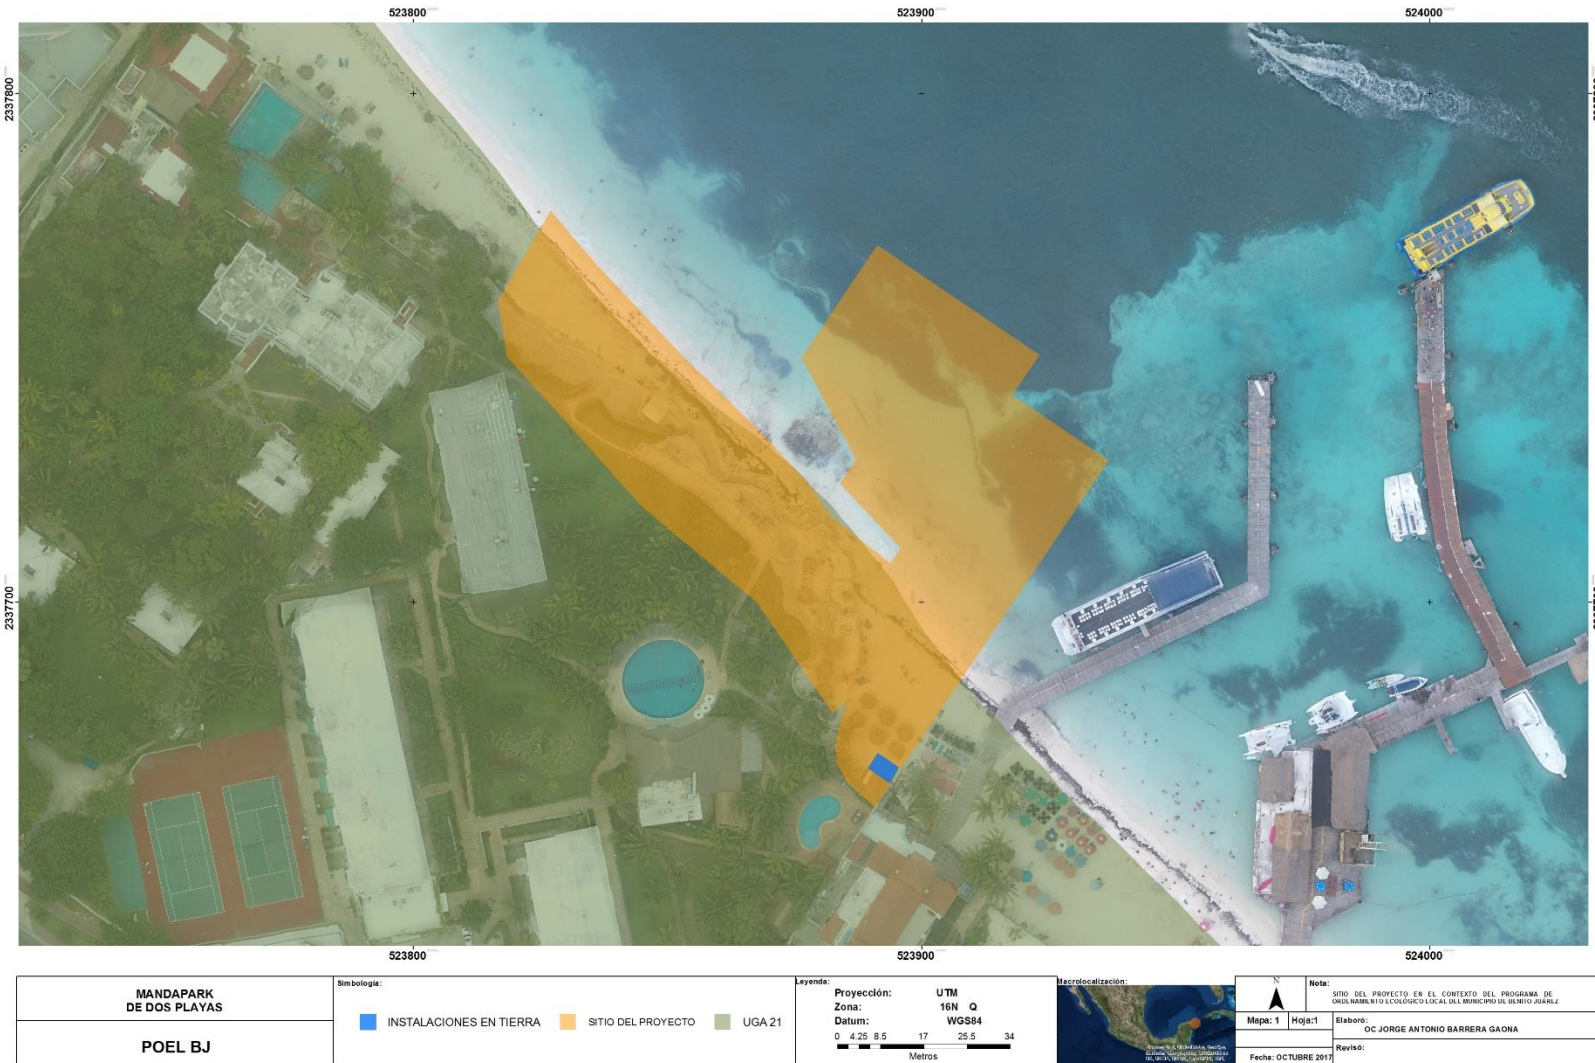 523800 523900 524000
2337800
2337700
523800 523900 524000
MANDAPARK
DE DOS PLAYAS
POEL BJ
Simbología:
INSTALACIONES EN TIERRA SITIO DEL PROYECTO UGA 21
Leyenda:
Proyección: UTM
Zona: 16N Q
Datum: WGS84
0 4.25 8.5 17 25.5 34
Metros
Macrolocalización:
N
Nota:
SITIO DEL PROYECTO EN EL CONTEXTO DEL PROGRAMA DE
ORDENAMIENTO ECOLÓGICO LOCAL DEL MUNICIPIO DE BENITO JUÁREZ
Mapa: 1 Hoja:1
Elaboró:
OC JORGE ANTONIO BARRERA GAONA
Fecha: OCTUBRE 2017
Revisó: